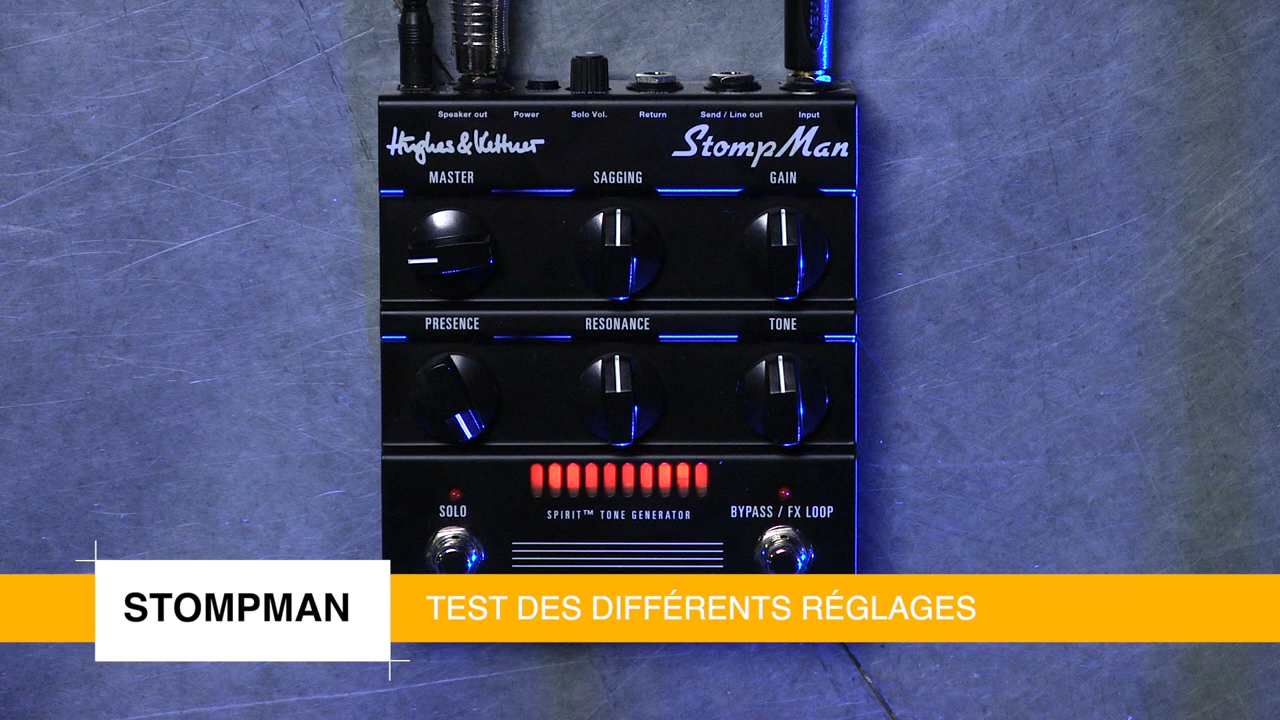 Speaker out Power Solo Vol. Return Send / Line out Input
Hughes & Kettner StompMan
MASTER SAGGING GAIN
PRESENCE RESONANCE TONE
SOLO SPIRIT™ TONE GENERATOR BYPASS / FX LOOP
STOMPMAN TEST DES DIFFÉRENTS RÉGLAGES